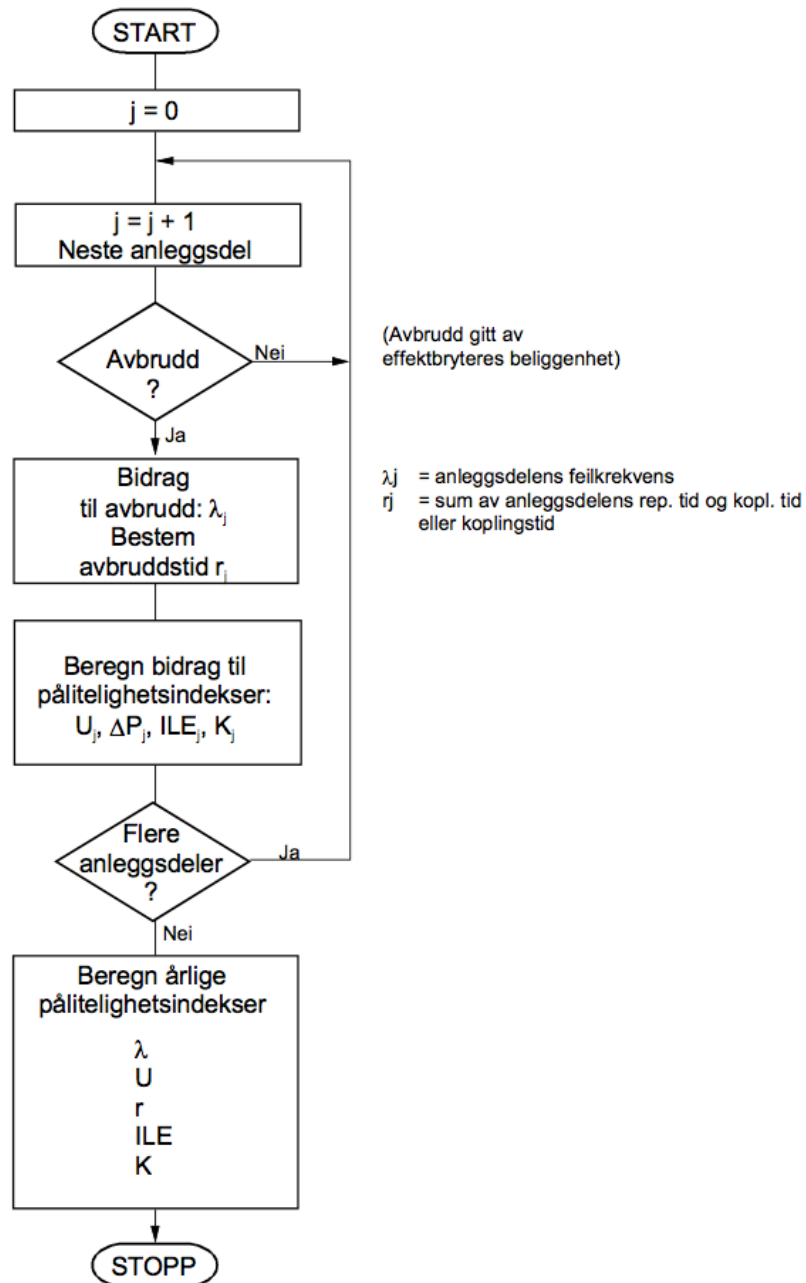 START
j = 0
j = j + 1
Neste anleggsdel
Avbrudd
?
Nei
(Avbrudd gitt av
effektbryteres beliggenhet)
Ja
Bidrag
til avbrudd: λj
Bestem
avbruddstid rj
λj = anleggsdelens feilkrekvens
rj = sum av anleggsdelens rep. tid og kopl. tid
eller koplingstid
Beregn bidrag til
pålitelighetsindekser:
Uj, ΔPj, ILEj, Kj
Flere
anleggsdeler
?
Ja
Nei
Beregn årlige
pålitelighetsindekser
λ
U
r
ILE
K
STOPP